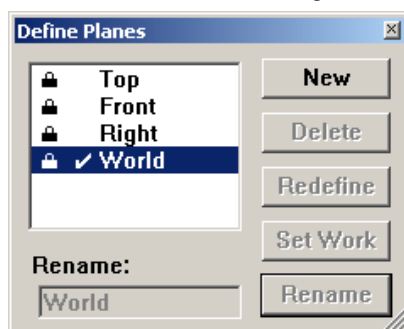 Define Planes
Top
Front
Right
World
New
Delete
Redefine
Set Work
Rename:
World
Rename